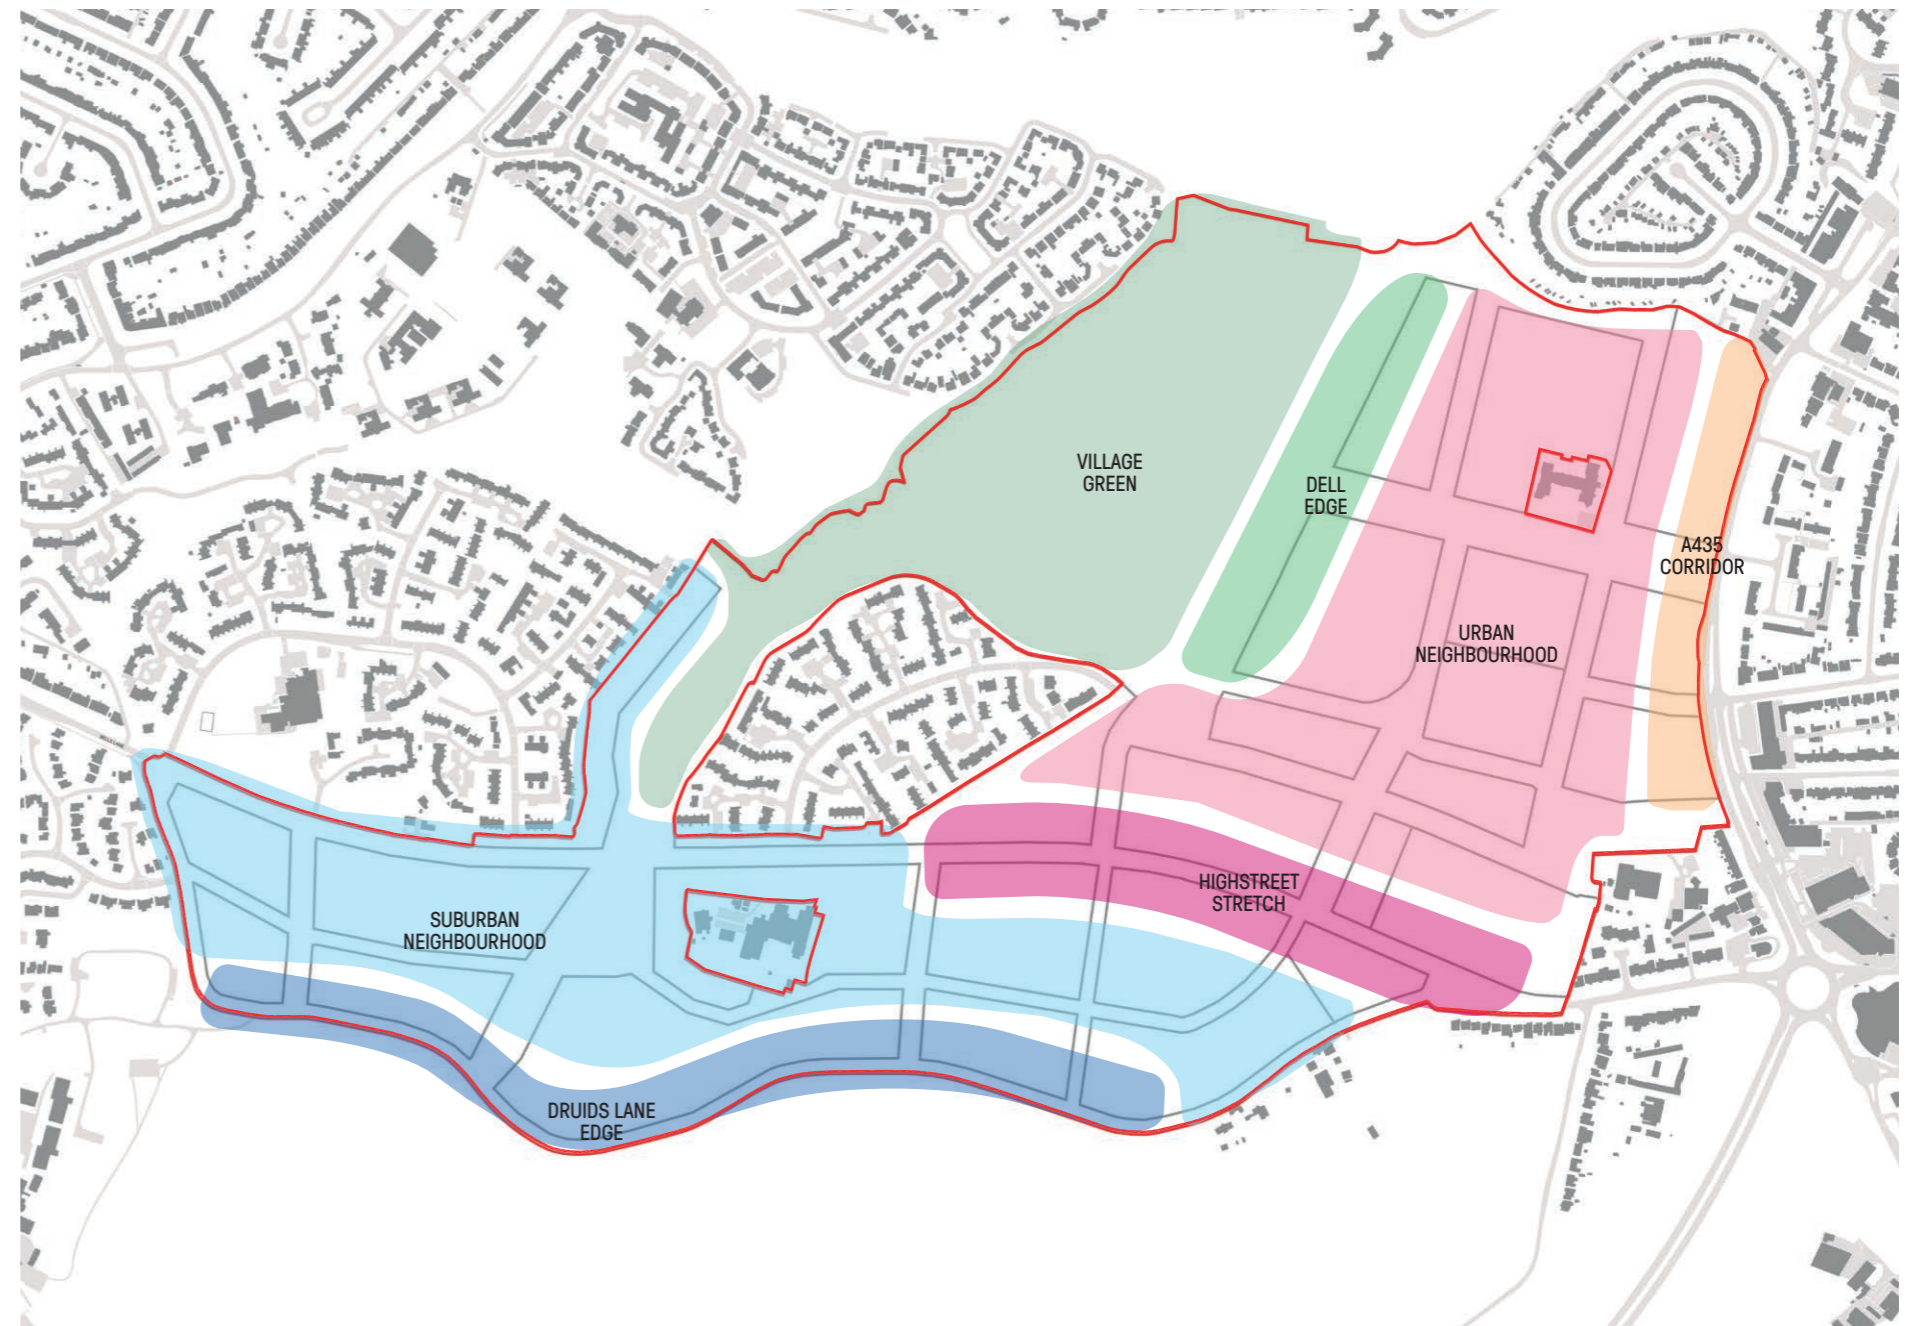 VILLAGE
GREEN
DELL
EDGE
A435
CORRIDOR
URBAN
NEIGHBOURHOOD
HIGHSTREET
STRETCH
SUBURBAN
NEIGHBOURHOOD
DRUIDS LANE
EDGE